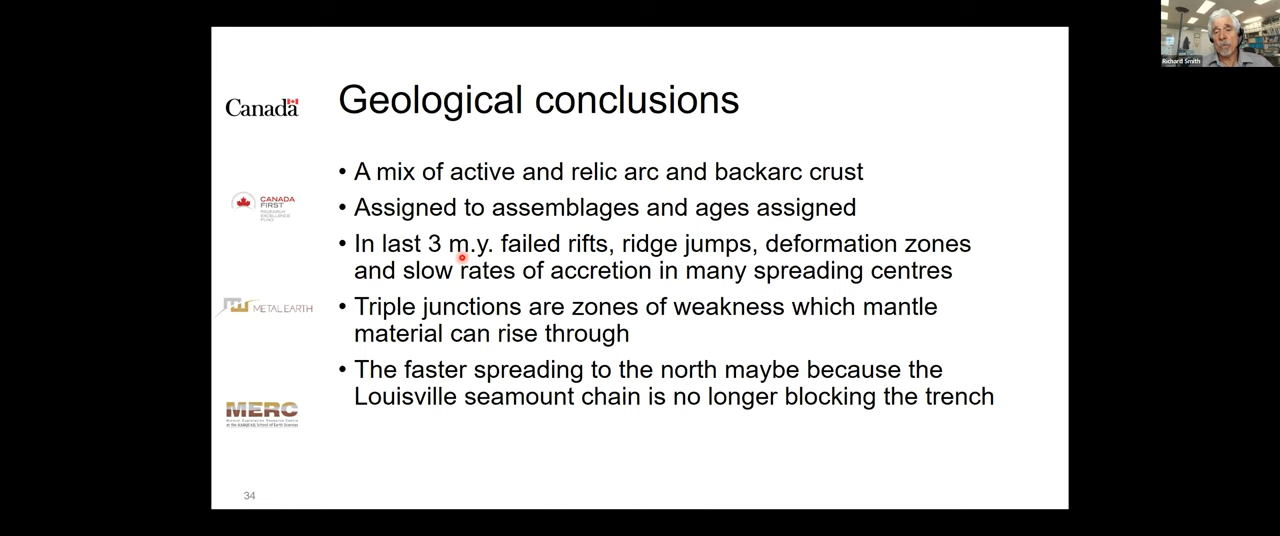 Richard Smith
Canada
Geological conclusions
• A mix of active and relic arc and backarc crust
CANADA
FIRST
RESEARCH
EXCELLENCE
FUND
• Assigned to assemblages and ages assigned
• In last 3 m.y. failed rifts, ridge jumps, deformation zones
and slow rates of accretion in many spreading centres
METAL EARTH
• Triple junctions are zones of weakness which mantle
material can rise through
• The faster spreading to the north maybe because the
Louisville seamount chain is no longer blocking the trench
MERC
34